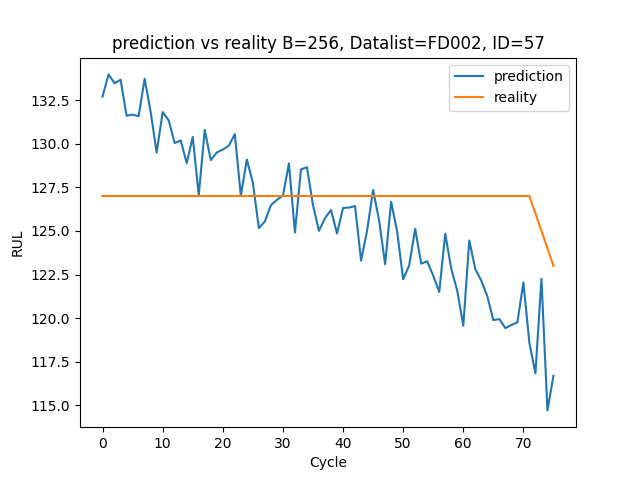 prediction vs reality B=256, Datalist=FD002, ID=57
prediction
reality
132.5
130.0
127.5
125.0
122.5
120.0
117.5
115.0
RUL
0 10 20 30 40 50 60 70
Cycle